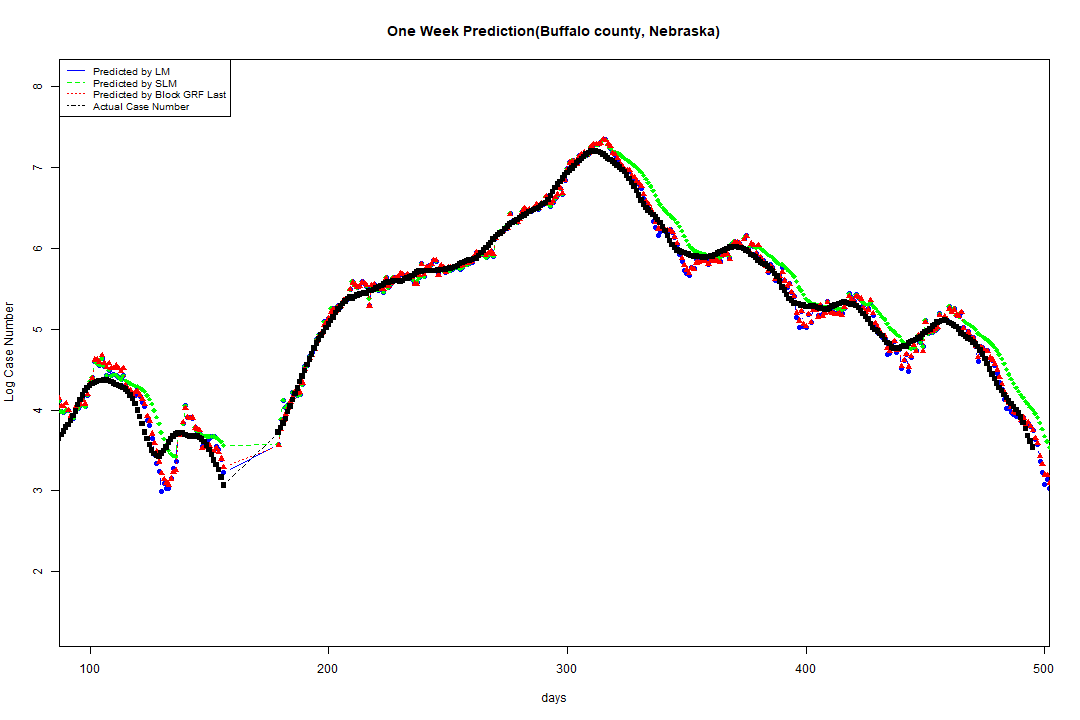 One Week Prediction(Buffalo county, Nebraska)
Predicted by LM
Predicted by SLM
Predicted by Block GRF Last
Actual Case Number
Log Case Number
8
7
6
5
4
3
2
100 200 300 400 500
days